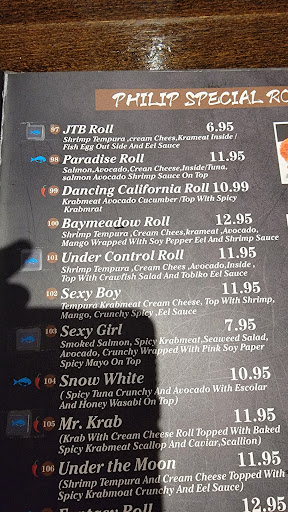 PHILIP SPECIAL RO
97 JTB Roll 6.95
Shrimp Tempura ,cream Chees,Krameat Inside /
Fish Egg Out Side And Eel Sauce
98 Paradise Roll 11.95
Salmon,Avocado,Crean Cheese,Inside/Tuna.
salmon Avocado Shrimp Sauce On Top
99 Dancing California Roll 10.99
Krabmeat Avocado Cucumber /Top With Spicy
Krabmrat
100 Baymeadow Roll 12.95
Shrimp Tempura ,Cream Chees,krameat ,Avocado,
Mango Wrapped With Soy Pepper Eel And Shrimp Sauce
101 Under Control Roll 11.95
Shrimp Tempura ,Cream Chees ,Avocado,Inside ,
Top With Crawfish Salad And Tobiko Eel Sauce
102 Sexy Boy 11.95
Tempura Krabmeat Cream Cheese, Top With Shrimp,
Mango, Crunchy Spicy ,Eel Sauce
103 Sexy Girl 7.95
Smoked Salmon, Spicy Krabmeat,Seaweed Salad,
Avocado, Crunchy Wrapped With Pink Soy Paper
Spicy Mayo On Top
104 Snow White 10.95
( Spicy Tuna Crunchy And Avocado With Escolar
And Honey Wasabi On Top)
105 Mr. Krab 11.95
(Krab With Cream Cheese Roll Topped With Baked
Spicy Krabmeat Scallop And Caviar,Scallion)
106 Under the Moon 11.95
(Shrimp Tempura And Cream Cheese Topped With
Spicy Krabmoat Crunchy And Eel Sauce)
Fantasy Roll 12.95